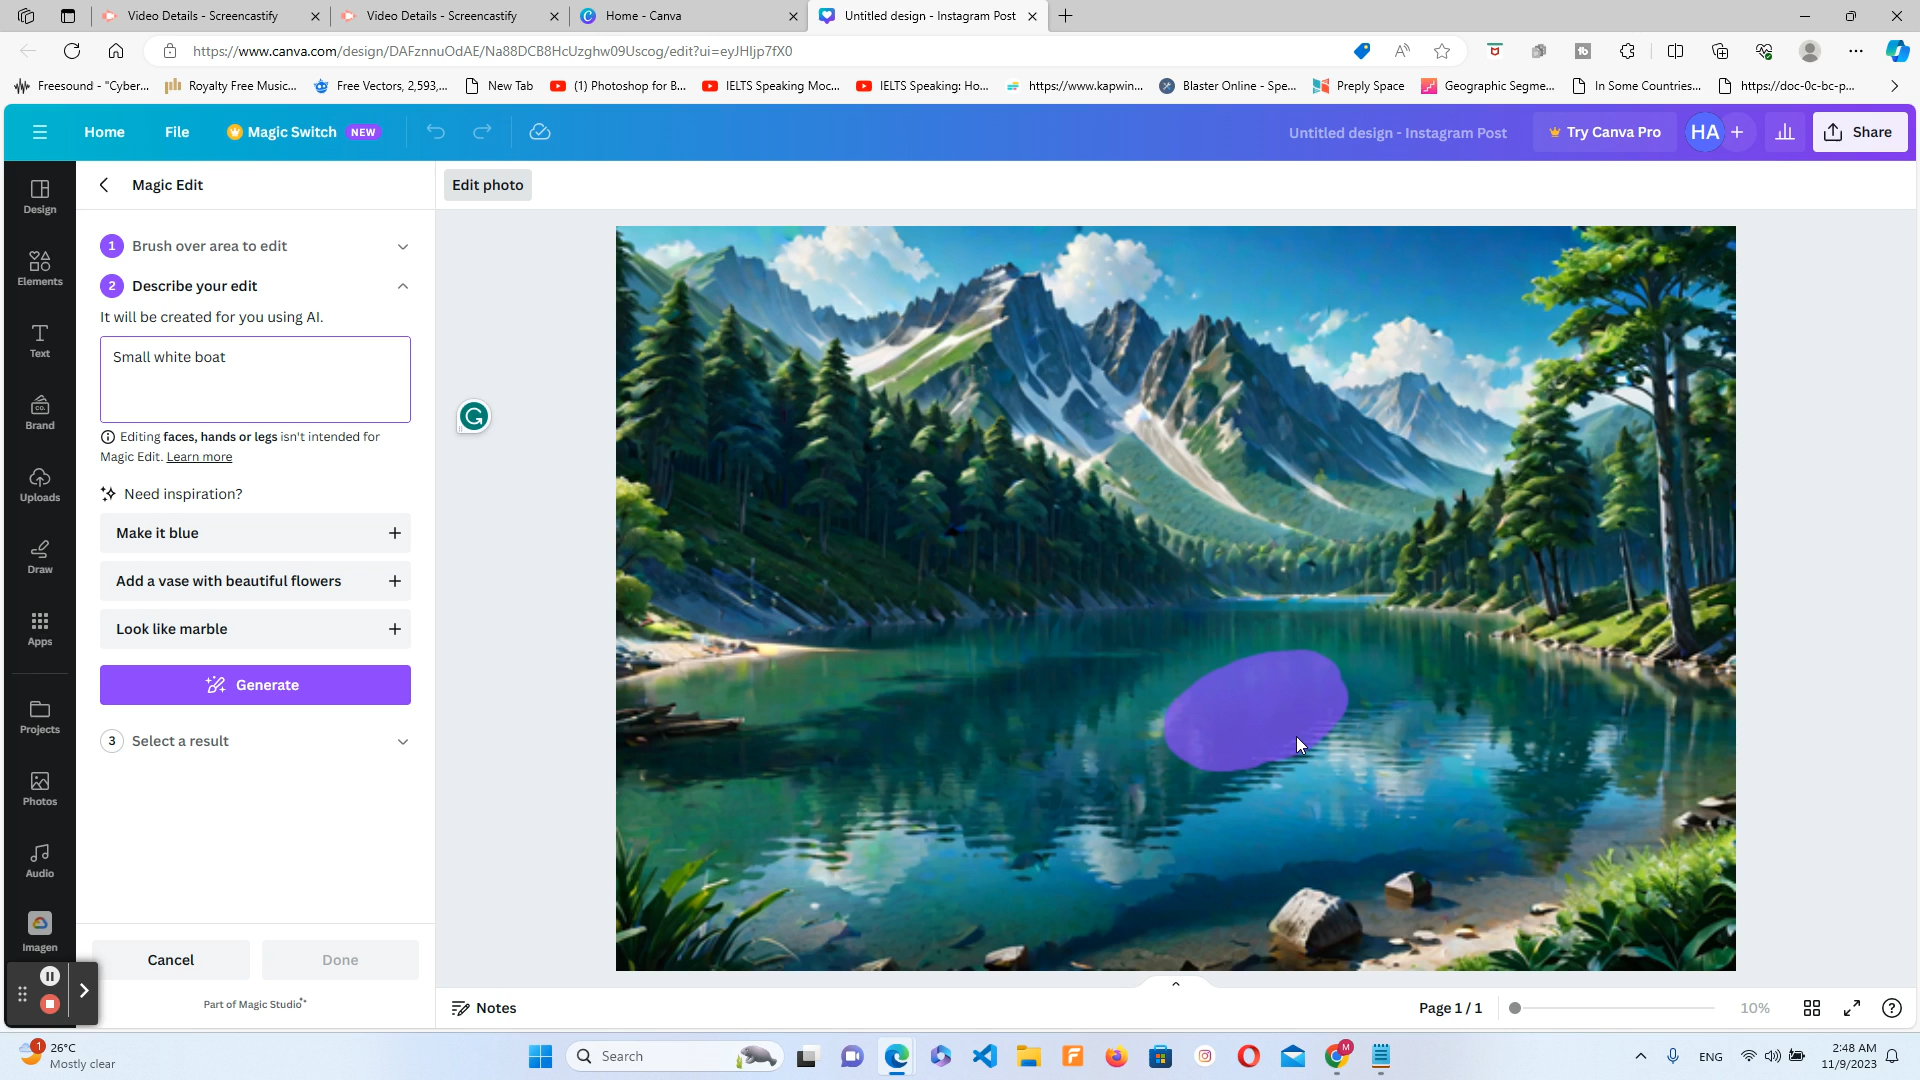 Video Details - Screencastify
Video Details - Screencastify
Home - Canva
Untitled design - Instagram Post
https://www.canva.com/design/DAFznnuOdAE/Na88DCB8HcUzghw09Uscog/edit?ui=eyJHIjp7fX0
Freesound - "Cyber...
Royalty Free Music...
Free Vectors, 2,593,...
New Tab
(1) Photoshop for B...
IELTS Speaking Moc...
IELTS Speaking: Ho...
https://www.kapwin...
Blaster Online - Spe...
Preply Space
Geographic Segme...
In Some Countries...
https://doc-0c-bc-p...
Home
File
Magic Switch NEW
Untitled design - Instagram Post
Try Canva Pro
HA
Share
Design
Elements
Text
Brand
Uploads
Draw
Apps
Projects
Photos
Audio
Imagen
Magic Edit
Edit photo
1 Brush over area to edit
2 Describe your edit
It will be created for you using AI.
Small white boat
Editing faces, hands or legs isn't intended for
Magic Edit. Learn more
Need inspiration?
Make it blue
Add a vase with beautiful flowers
Look like marble
Generate
3 Select a result
Cancel
Done
Part of Magic Studio
Notes
Page 1 / 1
10%
1
26°C
Mostly clear
Search
M
ENG
2:48 AM
11/9/2023